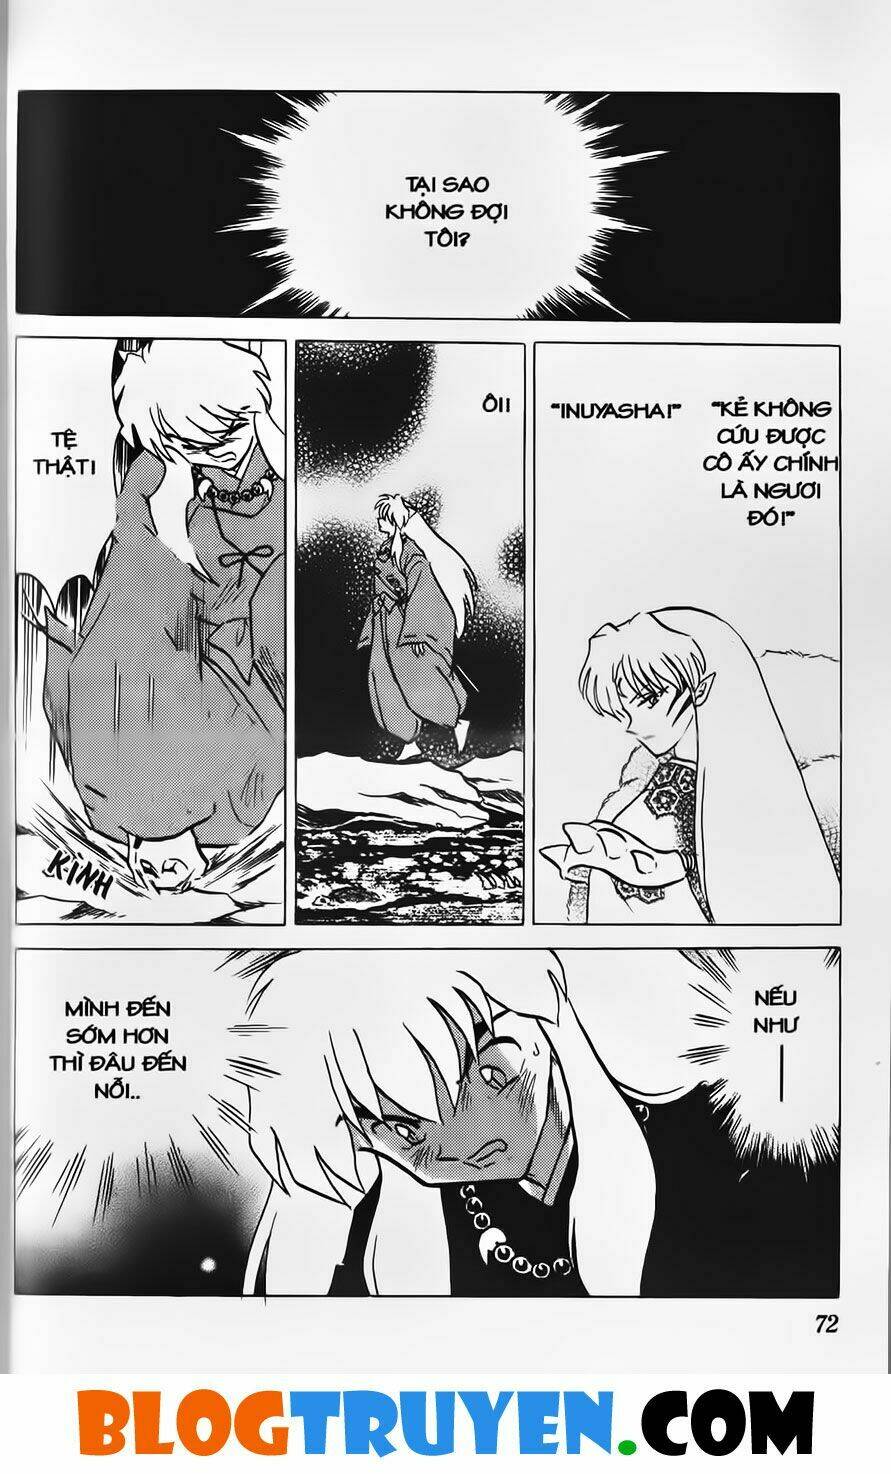 TẠI SAO
KHÔNG ĐỢI
TÔI?
"KẺ KHÔNG
CỨU ĐƯỢC
CÔ ẤY CHÍNH
LÀ NGƯƠI
ĐÓ!"
"INUYASHA!"
ÔI!
TỆ
THẬT!
KÌNH
NẾU
NHƯ
MÌNH ĐẾN
SỚM HƠN
THÌ ĐÂU ĐẾN
NỖI..
72
BLOGTRUYEN.COM